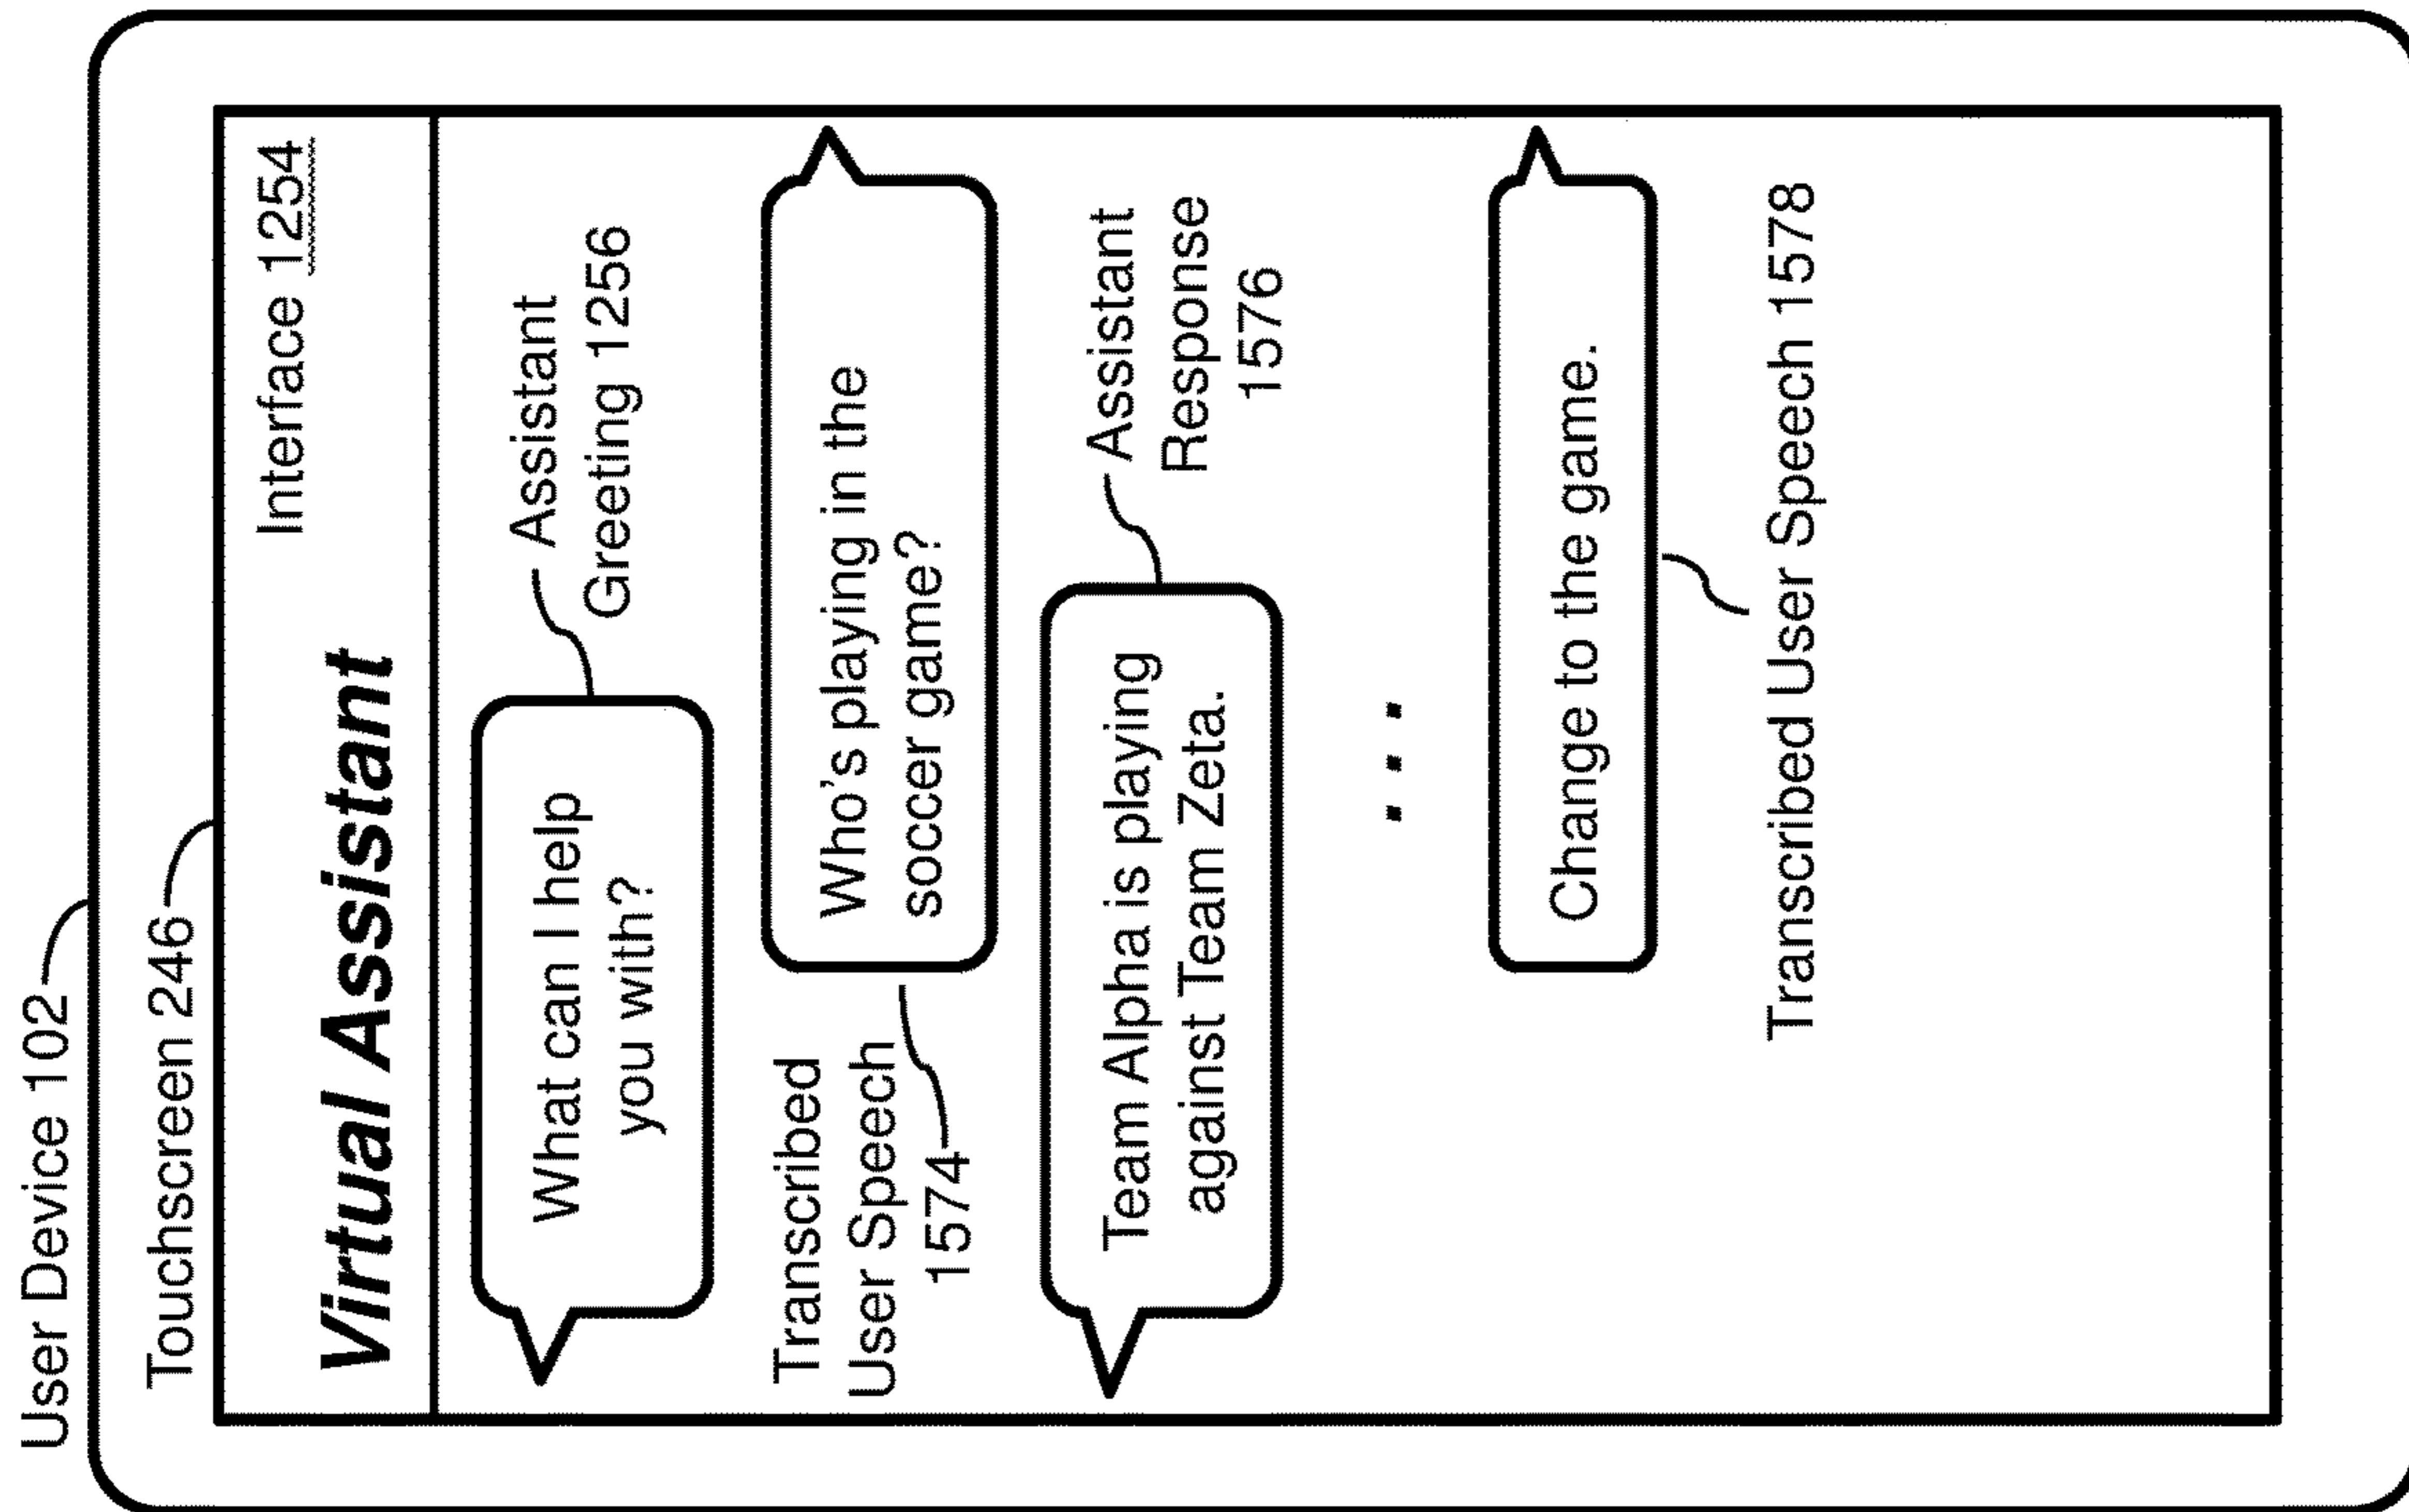 User Device 102
Touchscreen 246
Interface 1254
Virtual Assistant
What can I help
you with?
Assistant
Greeting 1256
Transcribed
User Speech
1574
Who's playing in the
soccer game?
Team Alpha is playing
against Team Zeta.
Assistant
Response
1576
...
Change to the game.
Transcribed User Speech 1578